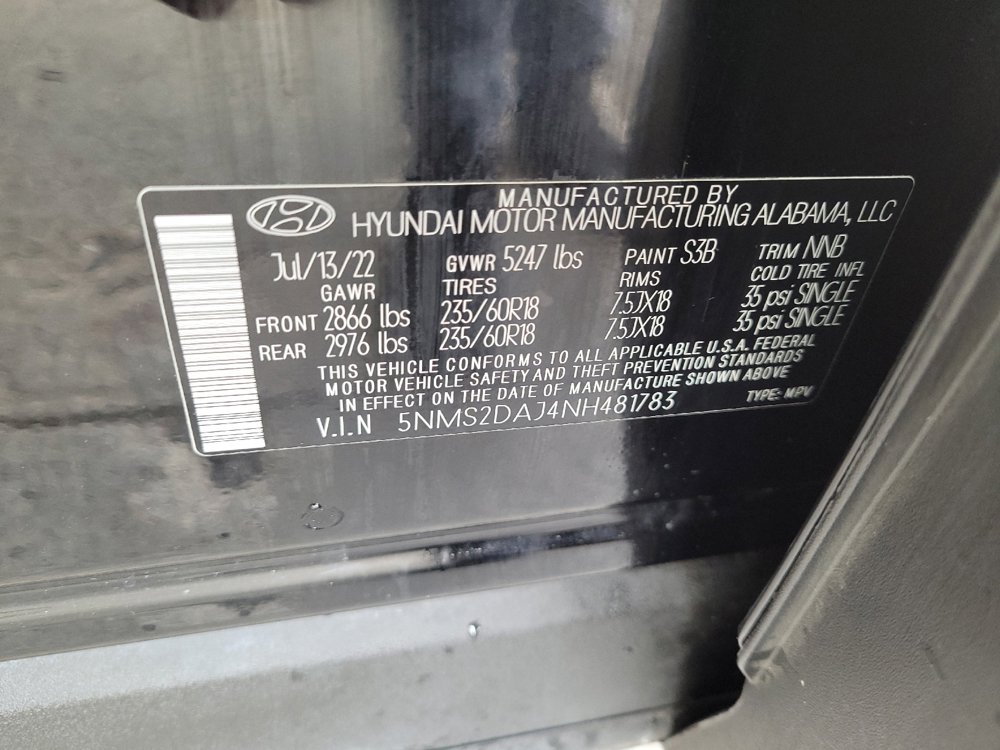 MANUFACTURED BY
HYUNDAI MOTOR MANUFACTURING ALABAMA, LLC
Jul/13/22 GVWR 5247 lbs PAINT S3B TRIM NNB
GAWR TIRES RIMS COLD TIRE INFL
FRONT 2866 lbs 235/60R18 7.5JX18 35 psi SINGLE
REAR 2976 lbs 235/60R18 7.5JX18 35 psi SINGLE
THIS VEHICLE CONFORMS TO ALL APPLICABLE U.S.A. FEDERAL
MOTOR VEHICLE SAFETY AND THEFT PREVENTION STANDARDS
IN EFFECT ON THE DATE OF MANUFACTURE SHOWN ABOVE
V.I.N 5NMS2DAJ4NH481783 TYPE: MPV